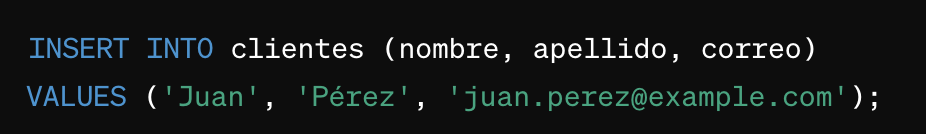 INSERT INTO clientes (nombre, apellido, correo)
VALUES ('Juan', 'Pérez', 'juan.perez@example.com');